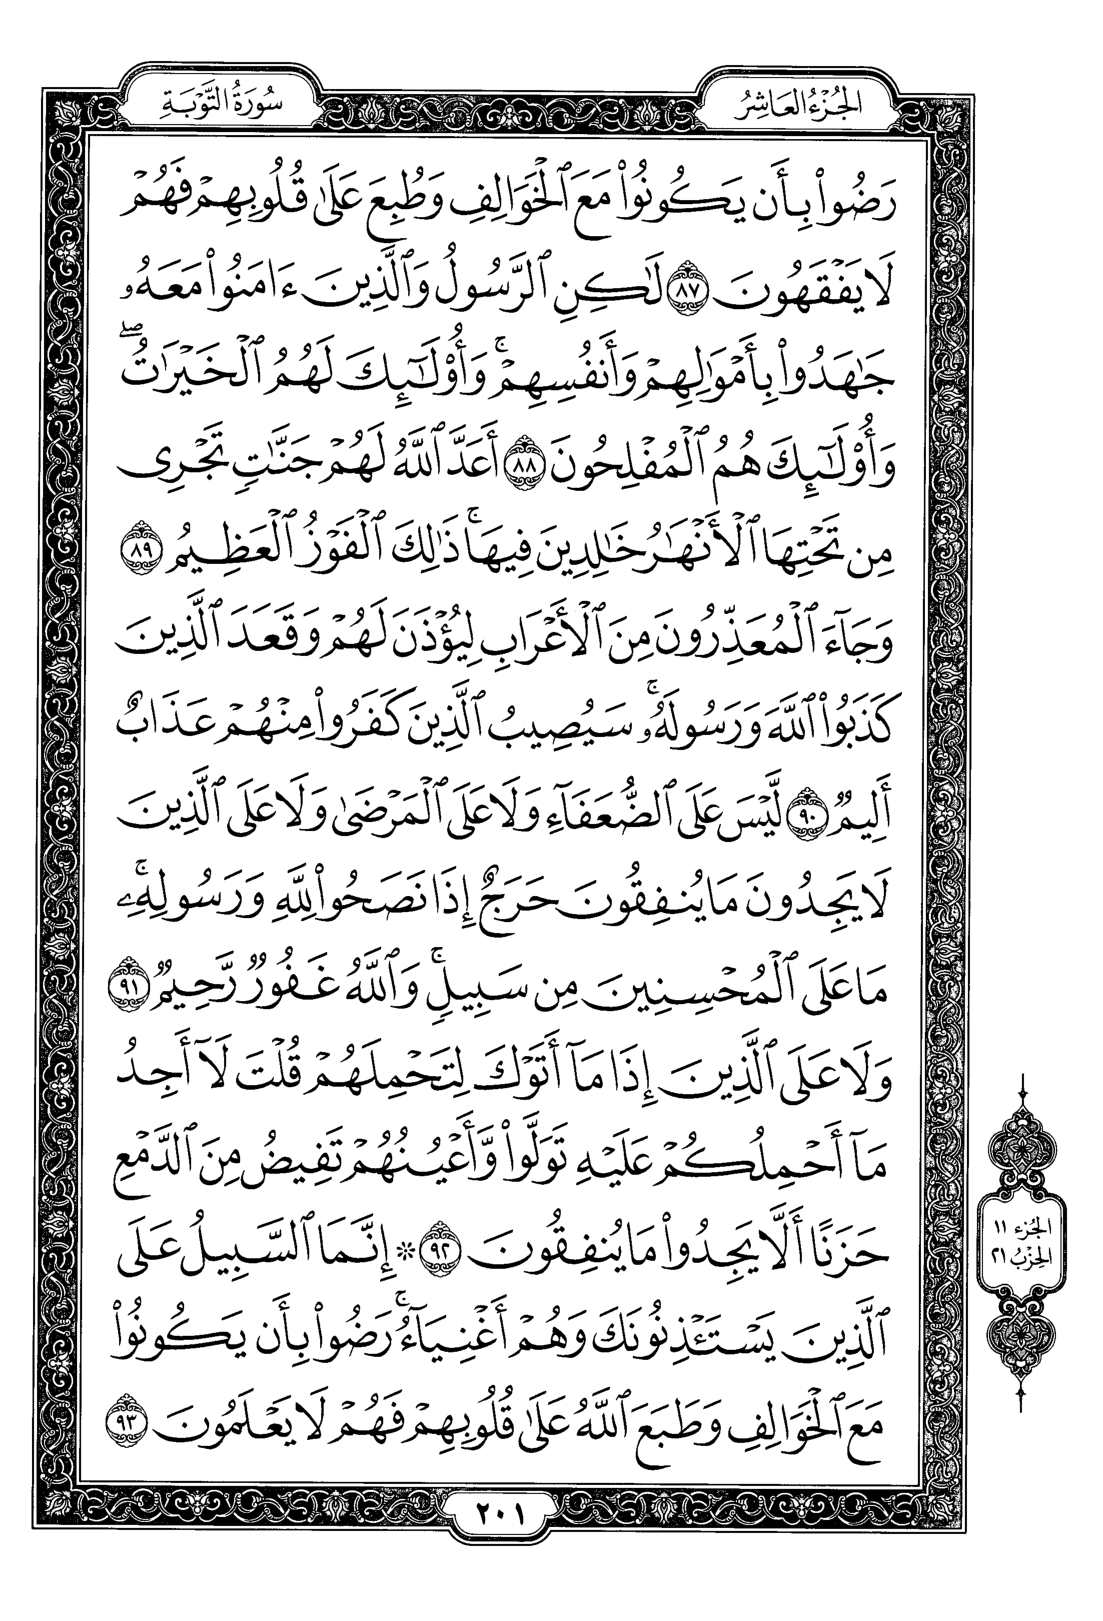 الجُزْءُ العَاشِرُ
سُورَةُ التَّوْبَةِ
رَضُوا۟ بِأَن يَكُونُوا۟ مَعَ ٱلْخَوَالِفِ وَطُبِعَ عَلَىٰ قُلُوبِهِمْ فَهُمْ
لَا يَفْقَهُونَ ٨٧ لَـٰكِنِ ٱلرَّسُولُ وَٱلَّذِينَ ءَامَنُوا۟ مَعَهُۥ
جَـٰهَدُوا۟ بِأَمْوَٰلِهِمْ وَأَنفُسِهِمْ ۚ وَأُو۟لَـٰٓئِكَ لَهُمُ ٱلْخَيْرَٰتُ ۖ
وَأُو۟لَـٰٓئِكَ هُمُ ٱلْمُفْلِحُونَ ٨٨ أَعَدَّ ٱللَّهُ لَهُمْ جَنَّـٰتٍ تَجْرِى
مِن تَحْتِهَا ٱلْأَنْهَـٰرُ خَـٰلِدِينَ فِيهَا ۚ ذَٰلِكَ ٱلْفَوْزُ ٱلْعَظِيمُ ٨٩
وَجَآءَ ٱلْمُعَذِّرُونَ مِنَ ٱلْأَعْرَابِ لِيُؤْذَنَ لَهُمْ وَقَعَدَ ٱلَّذِينَ
كَذَبُوا۟ ٱللَّهَ وَرَسُولَهُۥ ۚ سَيُصِيبُ ٱلَّذِينَ كَفَرُوا۟ مِنْهُمْ عَذَابٌ
أَلِيمٌ ٩٠ لَّيْسَ عَلَى ٱلضُّعَفَآءِ وَلَا عَلَى ٱلْمَرْضَىٰ وَلَا عَلَى ٱلَّذِينَ
لَا يَجِدُونَ مَا يُنفِقُونَ حَرَجٌ إِذَا نَصَحُوا۟ لِلَّهِ وَرَسُولِهِۦ ۚ
مَا عَلَى ٱلْمُحْسِنِينَ مِن سَبِيلٍ ۚ وَٱللَّهُ غَفُورٌ رَّحِيمٌ ٩١
وَلَا عَلَى ٱلَّذِينَ إِذَا مَآ أَتَوْكَ لِتَحْمِلَهُمْ قُلْتَ لَآ أَجِدُ
مَآ أَحْمِلُكُمْ عَلَيْهِ تَوَلَّوا۟ وَّأَعْيُنُهُمْ تَفِيضُ مِنَ ٱلدَّمْعِ
حَزَنًا أَلَّا يَجِدُوا۟ مَا يُنفِقُونَ ٩٢ * إِنَّمَا ٱلسَّبِيلُ عَلَى
ٱلَّذِينَ يَسْتَـْٔذِنُونَكَ وَهُمْ أَغْنِيَآءُ ۚ رَضُوا۟ بِأَن يَكُونُوا۟
مَعَ ٱلْخَوَالِفِ وَطَبَعَ ٱللَّهُ عَلَىٰ قُلُوبِهِمْ فَهُمْ لَا يَعْلَمُونَ ٩٣
الجُزء ١١
الحِزْبُ ٢١
٢٠١